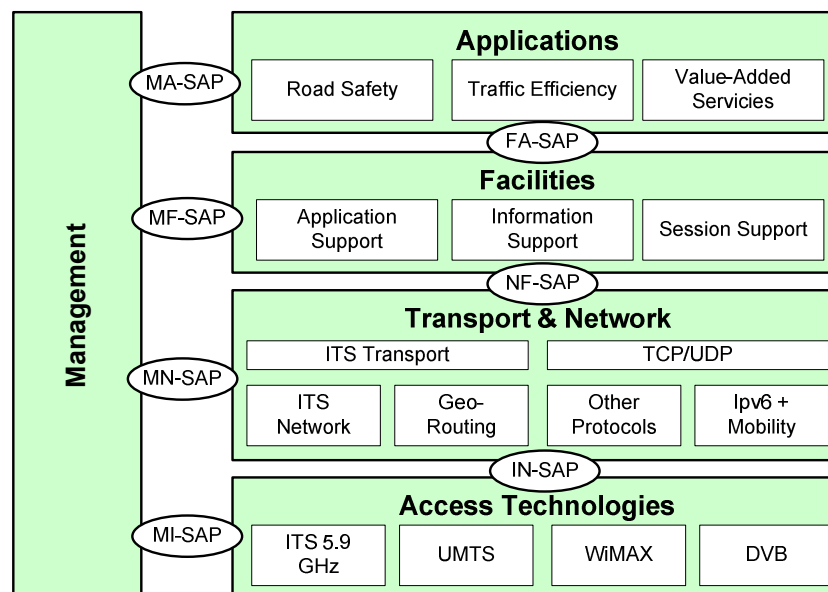 Management
MA-SAP
MF-SAP
MN-SAP
MI-SAP
Applications
Road Safety
Traffic Efficiency
Value-Added
Servicies
FA-SAP
Facilities
Application
Support
Information
Support
Session Support
NF-SAP
Transport & Network
ITS Transport
TCP/UDP
ITS
Network
Geo-
Routing
Other
Protocols
Ipv6 +
Mobility
IN-SAP
Access Technologies
ITS 5.9
GHz
UMTS
WiMAX
DVB